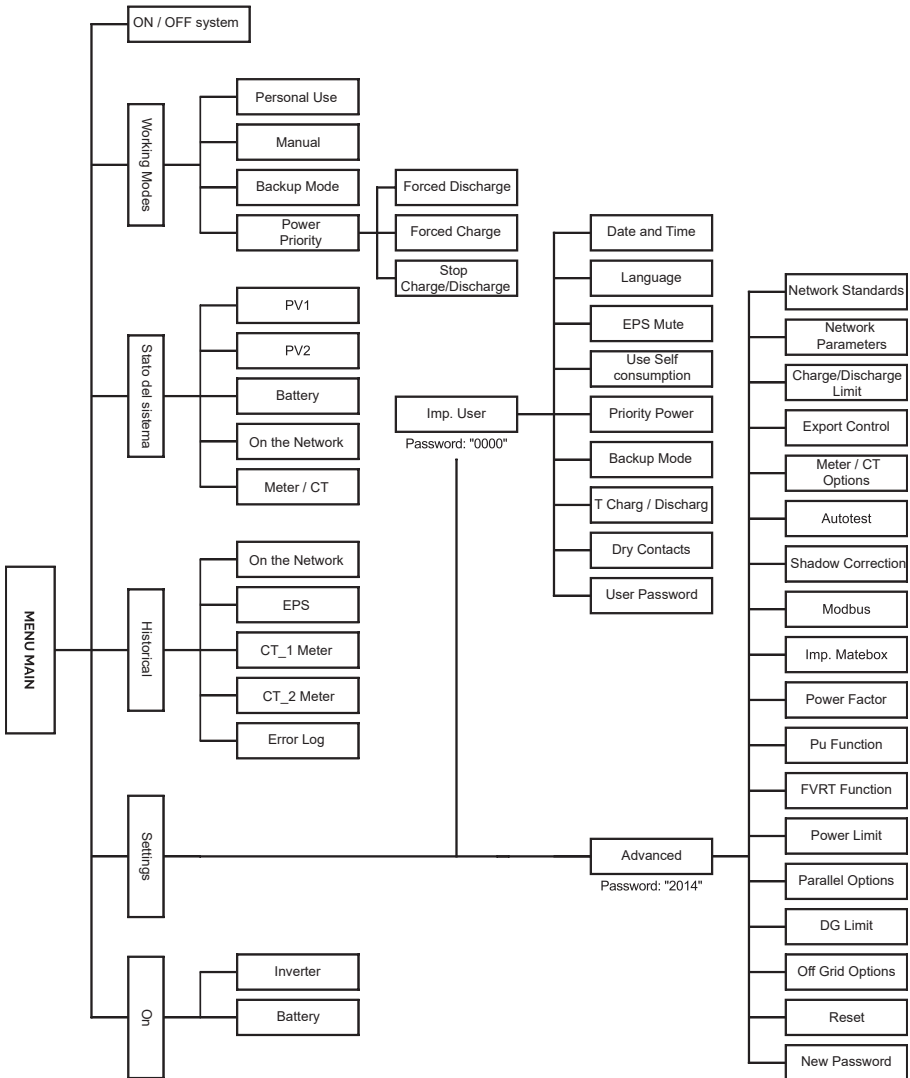 MENU MAIN
ON / OFF system
Working Modes
Personal Use
Manual
Backup Mode
Power
Priority
Forced Discharge
Forced Charge
Stop
Charge/Discharge
Stato del sistema
PV1
PV2
Battery
On the Network
Meter / CT
Historical
On the Network
EPS
CT_1 Meter
CT_2 Meter
Error Log
Settings
Imp. User
Password: "0000"
Date and Time
Language
EPS Mute
Use Self
consumption
Priority Power
Backup Mode
T Charg / Discharg
Dry Contacts
User Password
Advanced
Password: "2014"
Network Standards
Network
Parameters
Charge/Discharge
Limit
Export Control
Meter / CT
Options
Autotest
Shadow Correction
Modbus
Imp. Matebox
Power Factor
Pu Function
FVRT Function
Power Limit
Parallel Options
DG Limit
Off Grid Options
Reset
New Password
On
Inverter
Battery